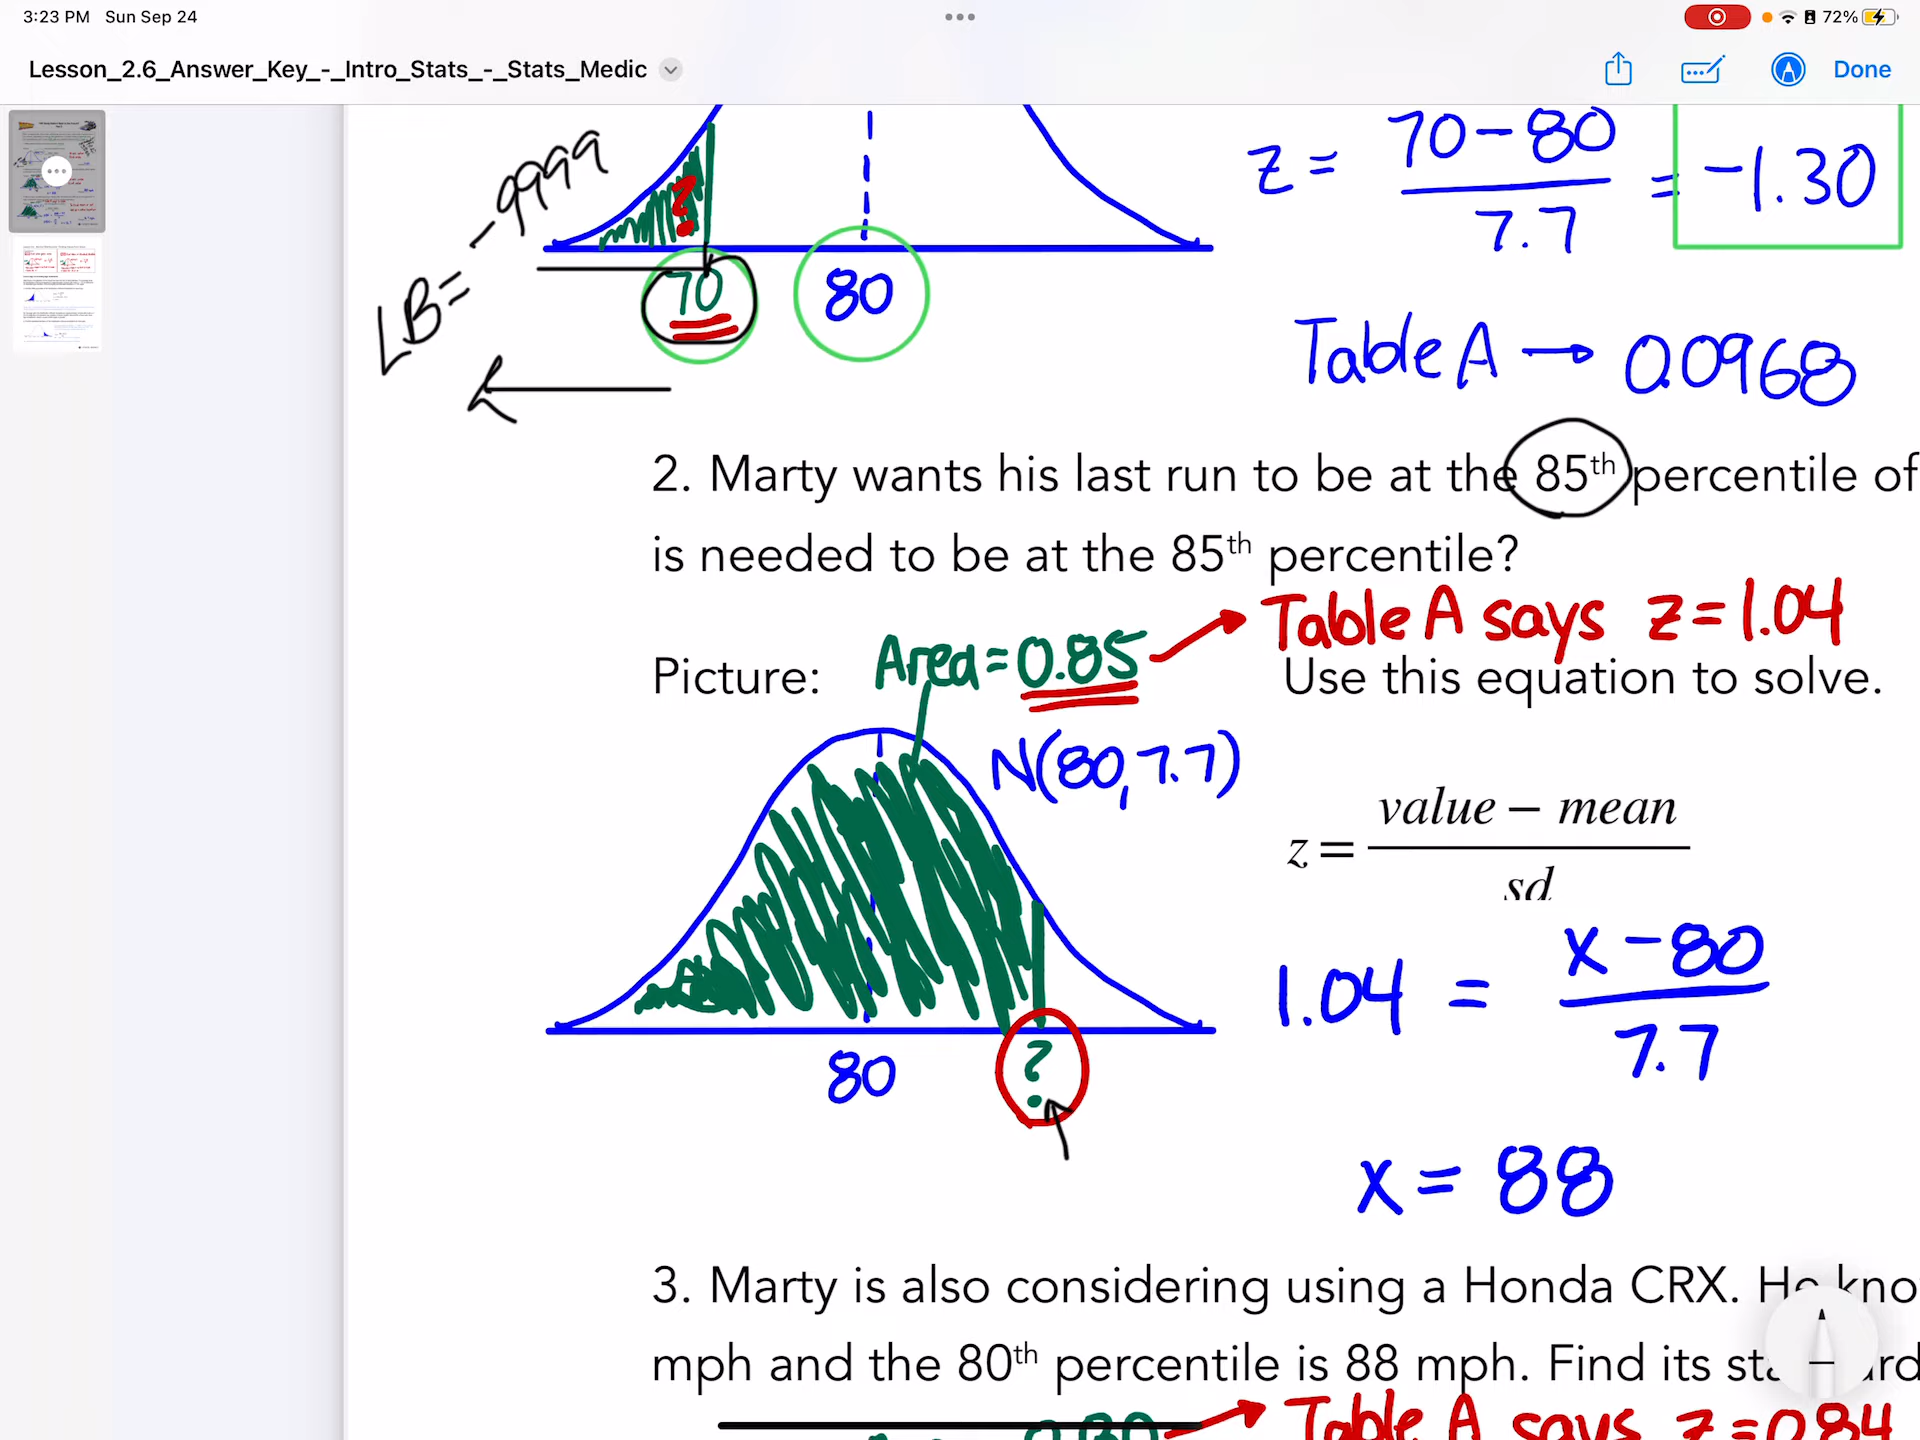 3:23 PM Sun Sep 24
72%
Lesson_2.6_Answer_Key_-_Intro_Stats_-_Stats_Medic
Done
70-80
z = = -1.30
7.7
-9999
LB=
?
70
80
Table A → 0.0968
2. Marty wants his last run to be at the 85th percentile of
is needed to be at the 85th percentile?
Table A says z=1.04
Area=0.85
Picture:
Use this equation to solve.
N(80,7.7)
value – mean
z =
sd
x-80
1.04 =
7.7
80
?
x = 88
3. Marty is also considering using a Honda CRX. He kno
mph and the 80th percentile is 88 mph. Find its sta
Table A says z=0.84